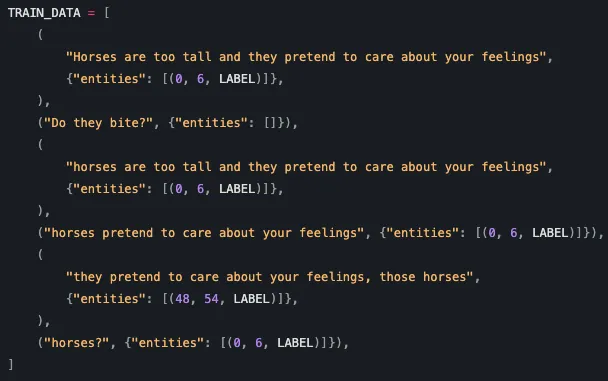 TRAIN_DATA = [
    (
        "Horses are too tall and they pretend to care about your feelings",
        {"entities": [(0, 6, LABEL)]},
    ),
    ("Do they bite?", {"entities": []}),
    (
        "horses are too tall and they pretend to care about your feelings",
        {"entities": [(0, 6, LABEL)]},
    ),
    ("horses pretend to care about your feelings", {"entities": [(0, 6, LABEL)]}),
    (
        "they pretend to care about your feelings, those horses",
        {"entities": [(48, 54, LABEL)]},
    ),
    ("horses?", {"entities": [(0, 6, LABEL)]}),
]